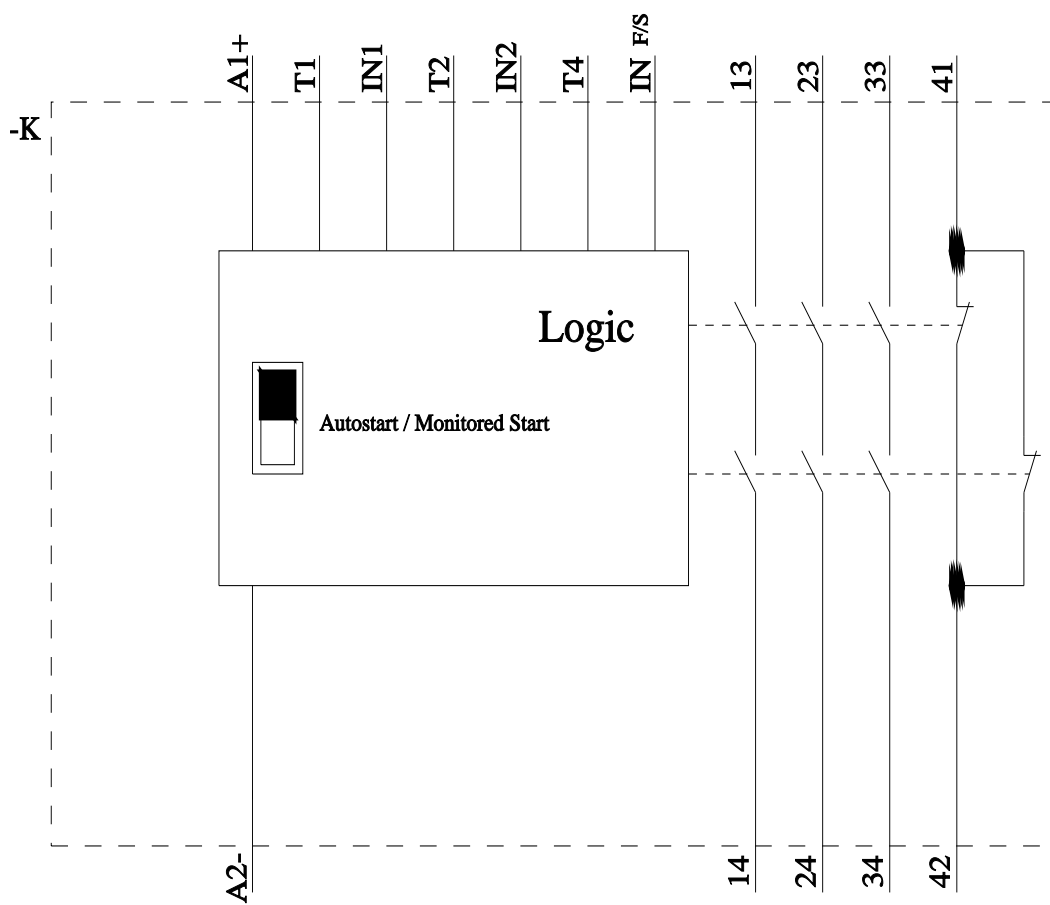 A1+
T1
IN1
T2
IN2
T4
IN F/S
13
23
33
41
-K
Logic
Autostart / Monitored Start
A2-
14
24
34
42